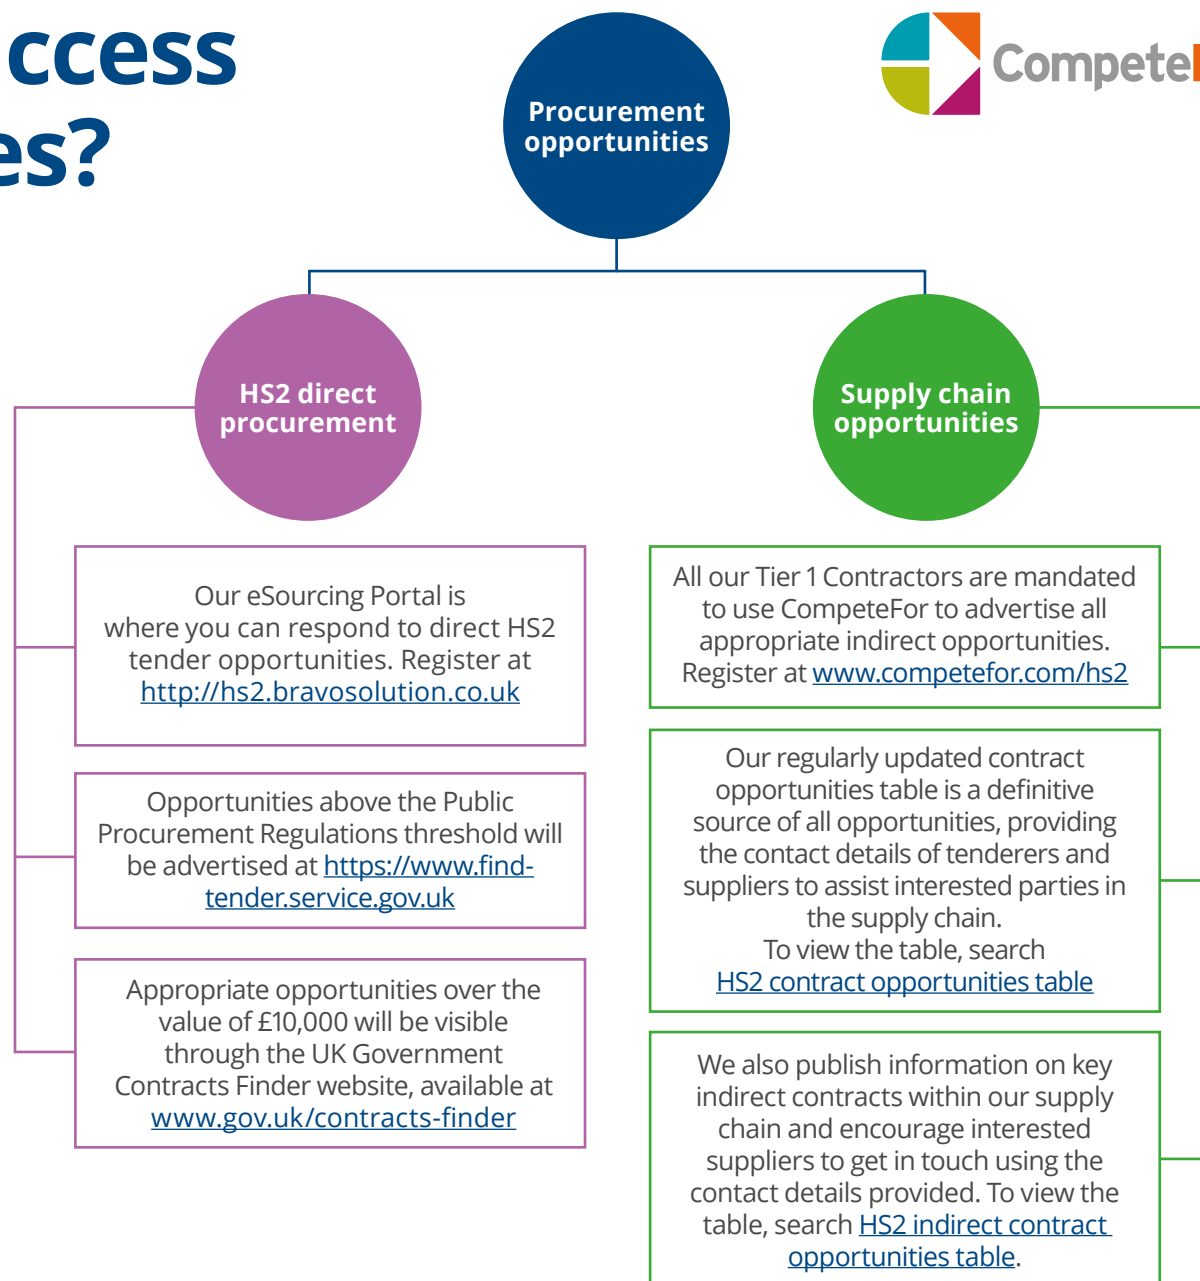 ccess
es?
Compete
Procurement
opportunities
HS2 direct
procurement
Supply chain
opportunities
Our eSourcing Portal is
where you can respond to direct HS2
tender opportunities. Register at
http://hs2.bravosolution.co.uk
Opportunities above the Public
Procurement Regulations threshold will
be advertised at https://www.find-
tender.service.gov.uk
Appropriate opportunities over the
value of £10,000 will be visible
through the UK Government
Contracts Finder website, available at
www.gov.uk/contracts-finder
All our Tier 1 Contractors are mandated
to use CompeteFor to advertise all
appropriate indirect opportunities.
Register at www.competefor.com/hs2
Our regularly updated contract
opportunities table is a definitive
source of all opportunities, providing
the contact details of tenderers and
suppliers to assist interested parties in
the supply chain.
To view the table, search
HS2 contract opportunities table
We also publish information on key
indirect contracts within our supply
chain and encourage interested
suppliers to get in touch using the
contact details provided. To view the
table, search HS2 indirect contract
opportunities table.